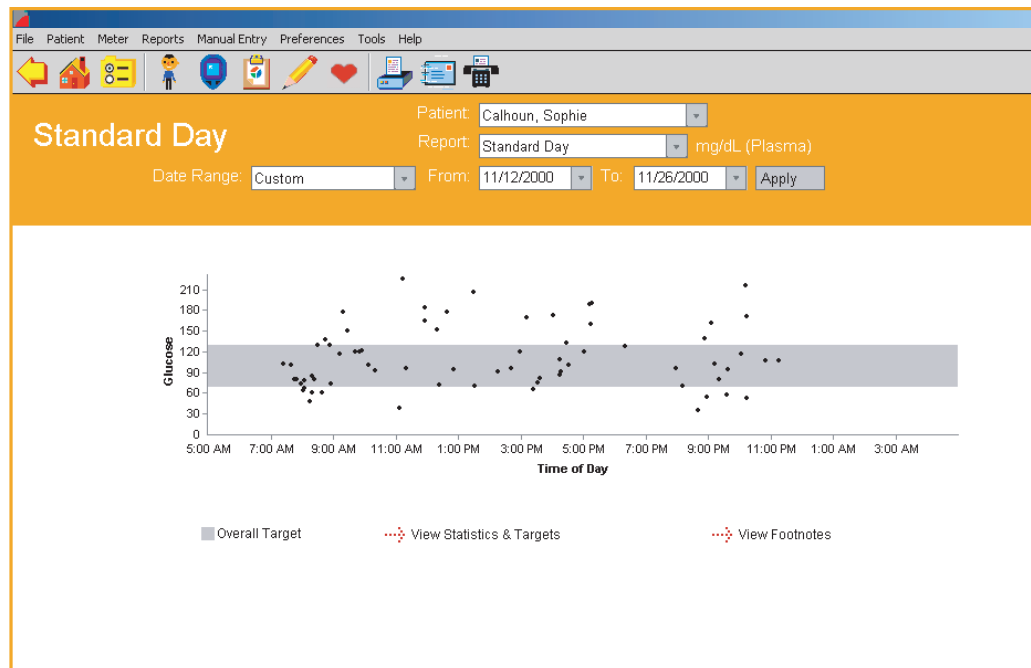 File Patient Meter Reports Manual Entry Preferences Tools Help
Patient: Calhoun, Sophie
Standard Day
Report: Standard Day mg/dL (Plasma)
Date Range: Custom From: 11/12/2000 To: 11/26/2000 Apply
210
180
150
120
90
60
30
0
Glucose
5:00 AM 7:00 AM 9:00 AM 11:00 AM 1:00 PM 3:00 PM 5:00 PM 7:00 PM 9:00 PM 11:00 PM 1:00 AM 3:00 AM
Time of Day
Overall Target View Statistics & Targets View Footnotes